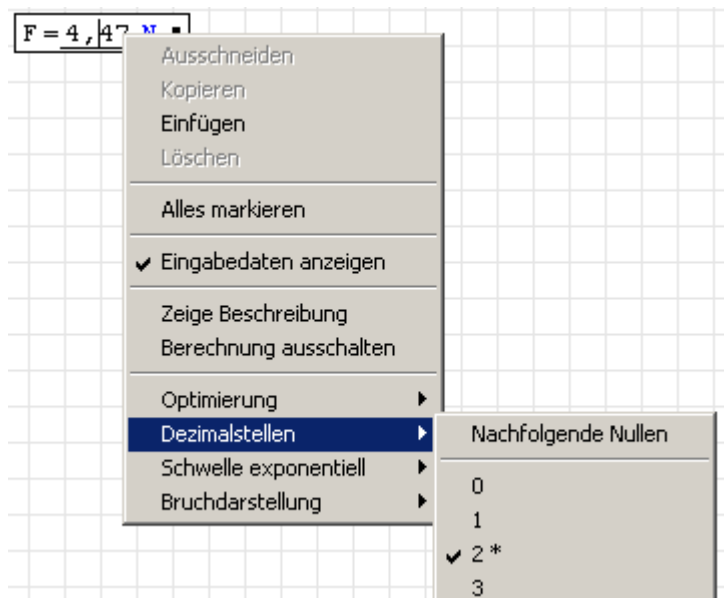 F = 4,47 N
Ausschneiden
Kopieren
Einfügen
Löschen
Alles markieren
Eingabedaten anzeigen
Zeige Beschreibung
Berechnung ausschalten
Optimierung
Dezimalstellen
Schwelle exponentiell
Bruchdarstellung
Nachfolgende Nullen
0
1
2 *
3